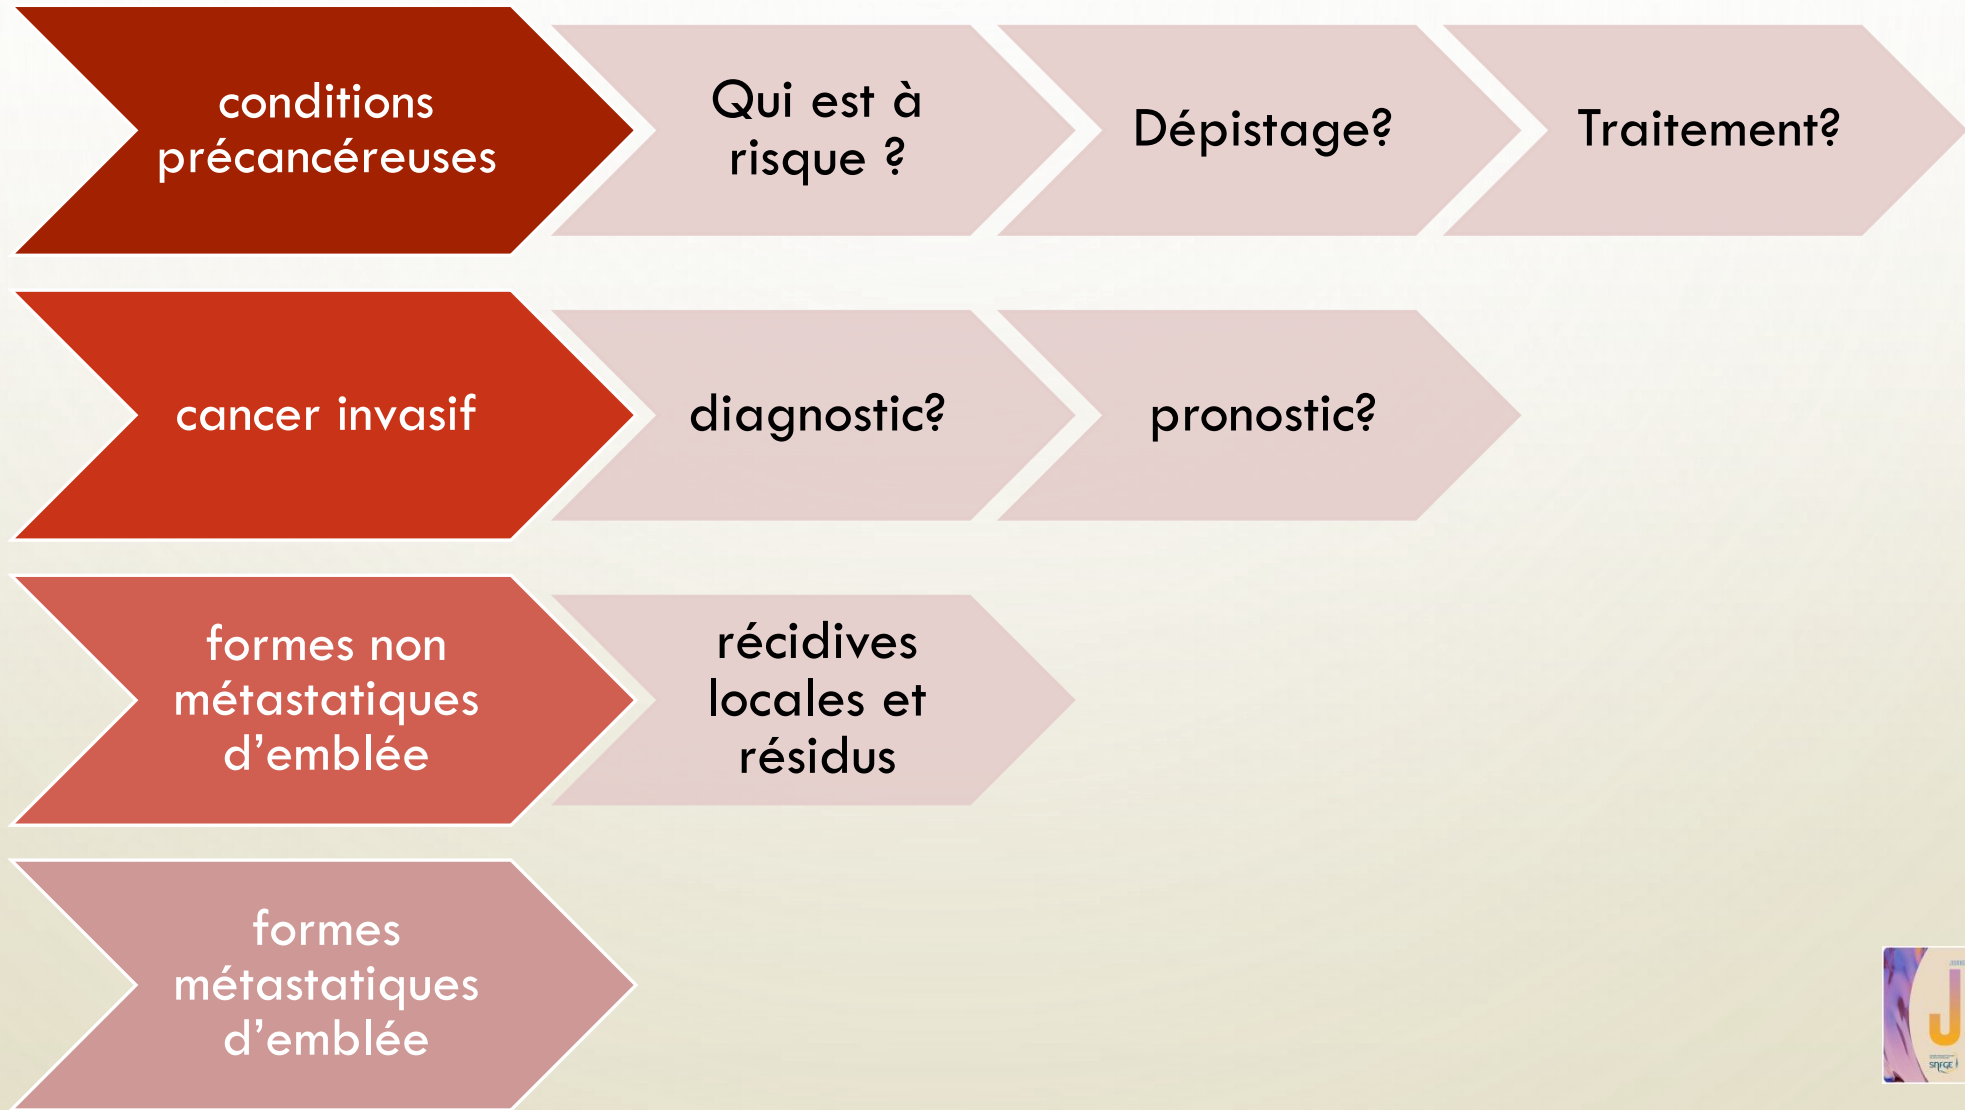 conditions
précancéreuses
Qui est à
risque ?
Dépistage?
Traitement?
cancer invasif
diagnostic?
pronostic?
formes non
métastatiques
d’emblée
récidives
locales et
résidus
formes
métastatiques
d’emblée
J
SNFGE